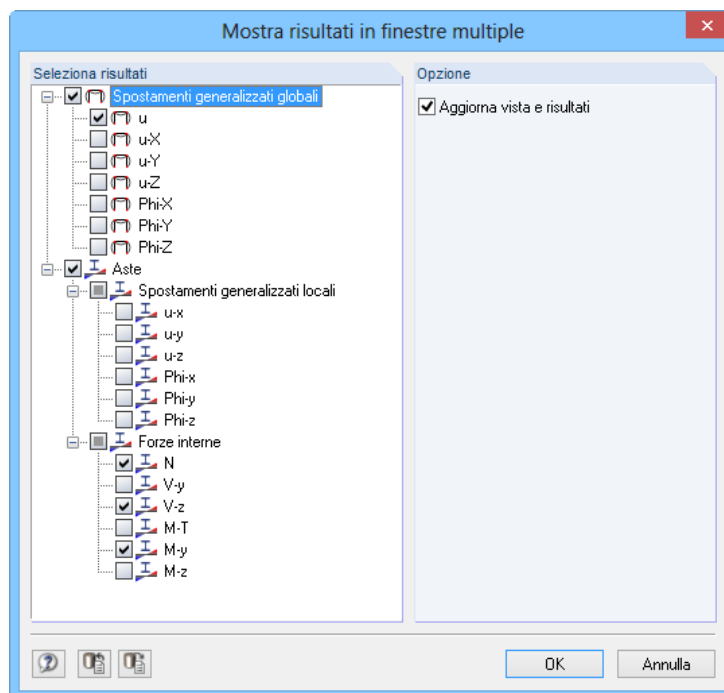 Mostra risultati in finestre multiple
Seleziona risultati
Spostamenti generalizzati globali
u
u-X
u-Y
u-Z
Phi-X
Phi-Y
Phi-Z
Aste
Spostamenti generalizzati locali
u-x
u-y
u-z
Phi-x
Phi-y
Phi-z
Forze interne
N
V-y
V-z
M-T
M-y
M-z
Opzione
Aggiorna vista e risultati
OK
Annulla